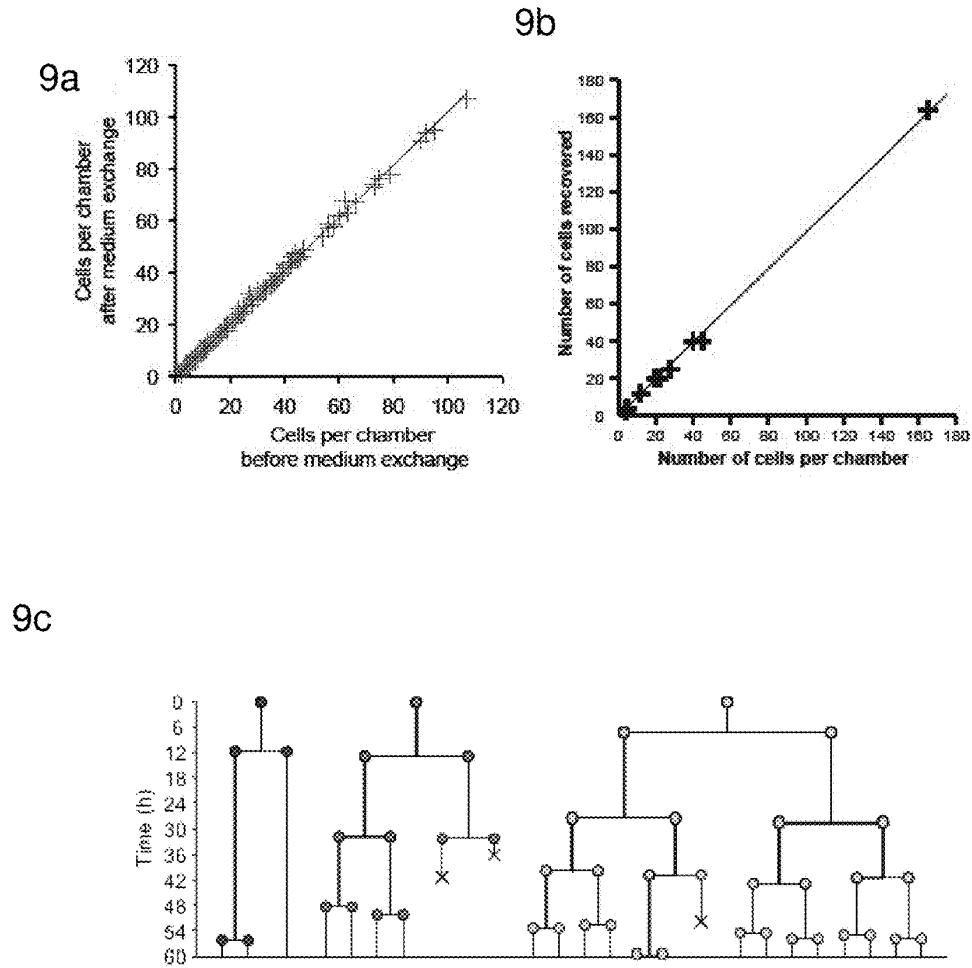 9a
120
100
80
60
40
20
0
Cells per chamber
after medium exchange
0 20 40 60 80 100 120
Cells per chamber
before medium exchange
9b
180
160
140
120
100
80
60
40
20
0
Number of cells recovered
0 20 40 60 80 100 120 140 160 180
Number of cells per chamber
9c
0
6
12
18
24
30
36
42
48
54
60
Time (h)